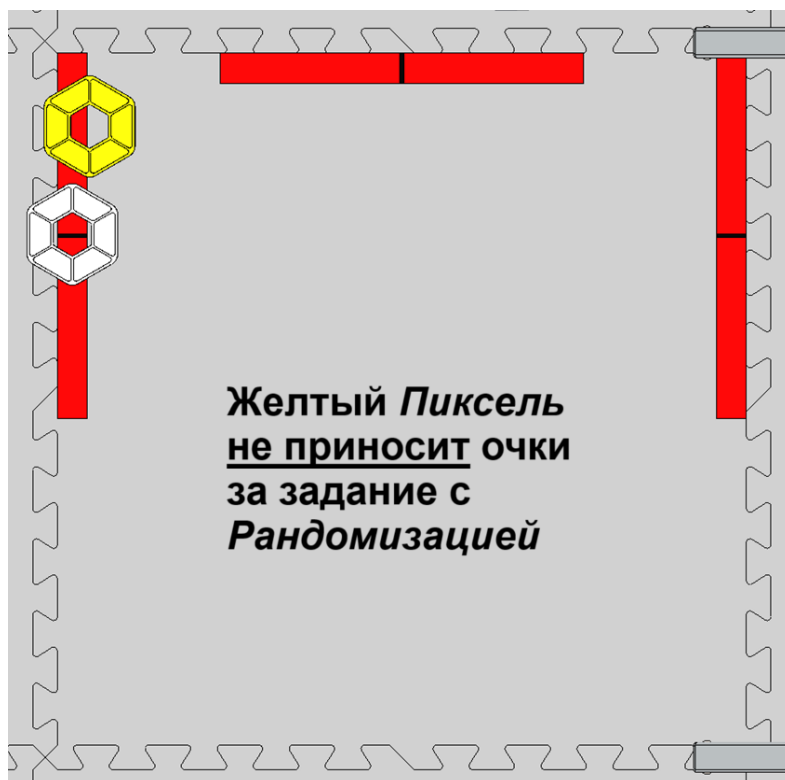 Желтый Пиксель
не приносит очки
за задание с
Рандомизацией